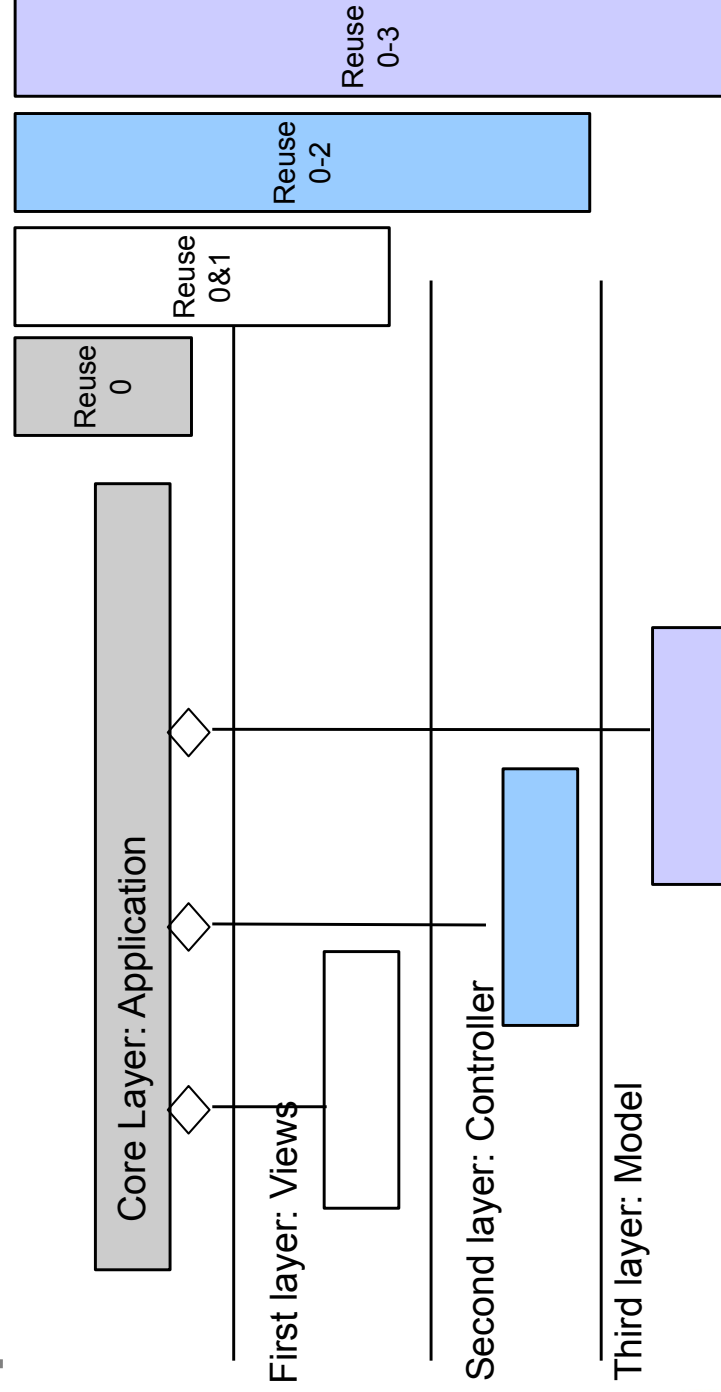 Core Layer: Application
First layer: Views
Second layer: Controller
Third layer: Model
Reuse
0
Reuse
0&1
Reuse
0-2
Reuse
0-3